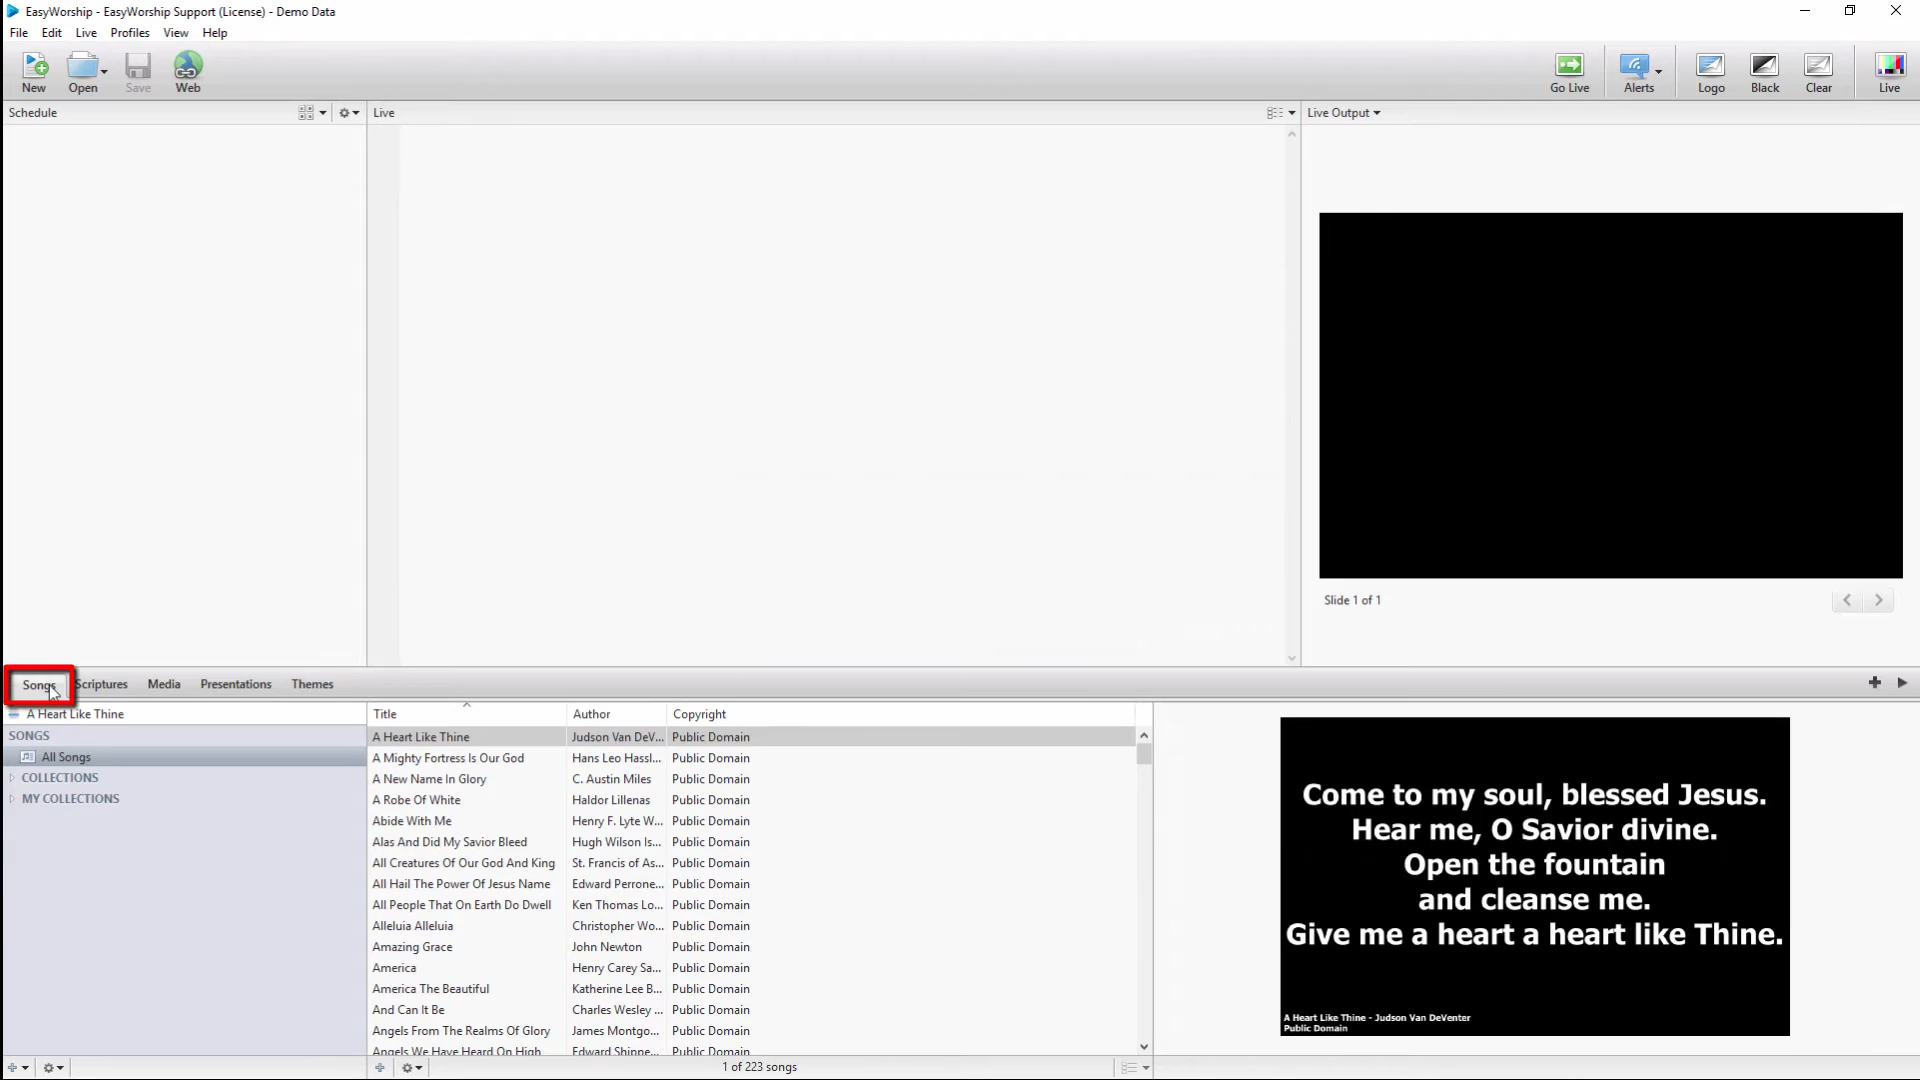 EasyWorship - EasyWorship Support (License) - Demo Data
File Edit Live Profiles View Help
New Open Save Web Go Live Alerts Logo Black Clear Live
Schedule Live Live Output
Slide 1 of 1
Songs Scriptures Media Presentations Themes
A Heart Like Thine
SONGS
All Songs
COLLECTIONS
MY COLLECTIONS
Title Author Copyright
A Heart Like Thine Judson Van DeV... Public Domain
A Mighty Fortress Is Our God Hans Leo Hassl... Public Domain
A New Name In Glory C. Austin Miles Public Domain
A Robe Of White Haldor Lillenas Public Domain
Abide With Me Henry F. Lyte W... Public Domain
Alas And Did My Savior Bleed Hugh Wilson Is... Public Domain
All Creatures Of Our God And King St. Francis of As... Public Domain
All Hail The Power Of Jesus Name Edward Perrone... Public Domain
All People That On Earth Do Dwell Ken Thomas Lo... Public Domain
Alleluia Alleluia Christopher Wo... Public Domain
Amazing Grace John Newton Public Domain
America Henry Carey Sa... Public Domain
America The Beautiful Katherine Lee B... Public Domain
And Can It Be Charles Wesley ... Public Domain
Angels From The Realms Of Glory James Montgo... Public Domain
Angels We Have Heard On High Edward Shippe... Public Domain
1 of 223 songs
Come to my soul, blessed Jesus.
Hear me, O Savior divine.
Open the fountain
and cleanse me.
Give me a heart a heart like Thine.
A Heart Like Thine - Judson Van DeVenter
Public Domain